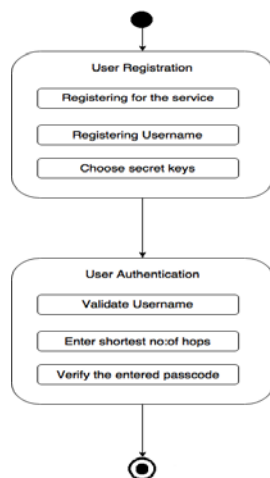 User Registration
Registering for the service
Registering Username
Choose secret keys
User Authentication
Validate Username
Enter shortest no:of hops
Verify the entered passcode